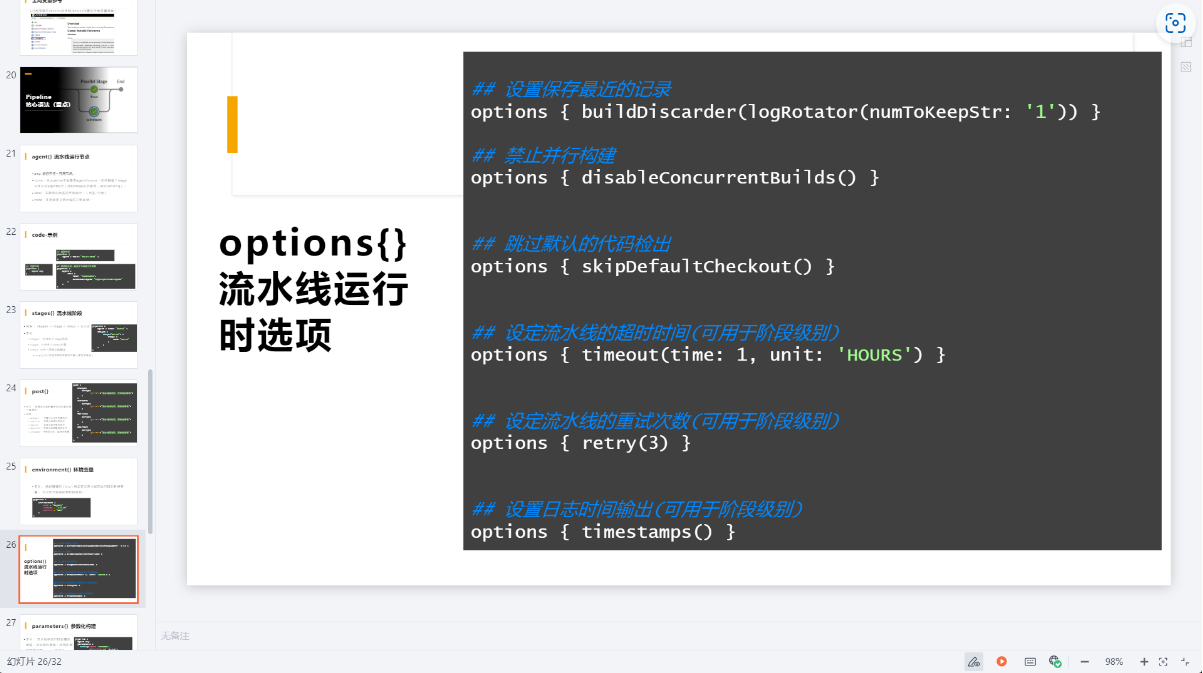 20
Pipeline
核心语法（重点）
21
agent{} 流水线运行节点
22
code-示例
23
stages{} 流水线阶段
24
post{}
25
environment{} 环境变量
26
options{}
流水线运行
时选项
27
parameters{} 参数化构建
options{}
流水线运行
时选项
## 设置保存最近的记录
options { buildDiscarder(logRotator(numToKeepStr: '1')) }
## 禁止并行构建
options { disableConcurrentBuilds() }
## 跳过默认的代码检出
options { skipDefaultCheckout() }
## 设定流水线的超时时间(可用于阶段级别)
options { timeout(time: 1, unit: 'HOURS') }
## 设定流水线的重试次数(可用于阶段级别)
options { retry(3) }
## 设置日志时间输出(可用于阶段级别)
options { timestamps() }
无备注
幻灯片 26/32
98%